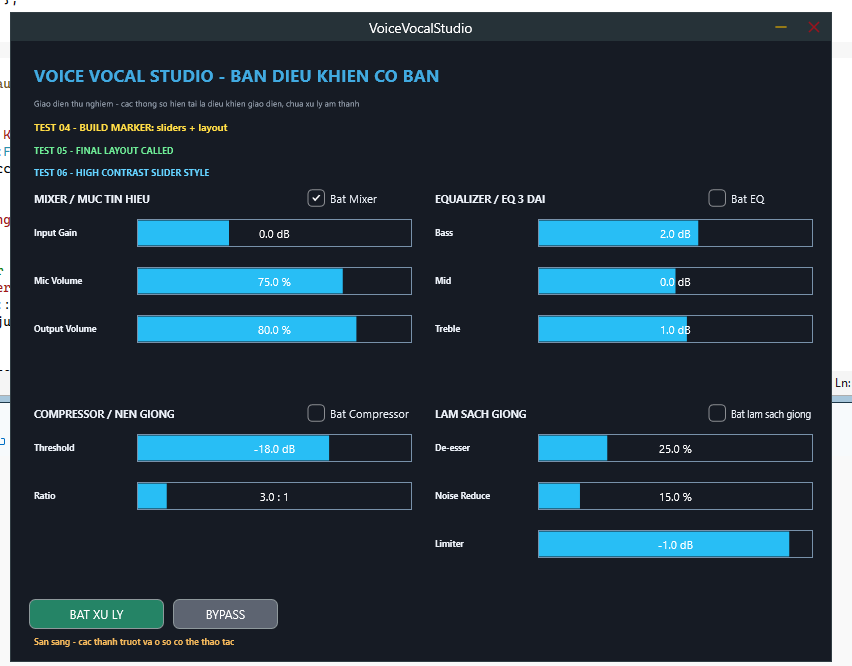 VoiceVocalStudio
VOICE VOCAL STUDIO - BAN DIEU KHIEN CO BAN
Giao dien thu nghiem - cac thong so hien tai la dieu khien giao dien, chua xu ly am thanh
TEST 04 - BUILD MARKER: sliders + layout
TEST 05 - FINAL LAYOUT CALLED
TEST 06 - HIGH CONTRAST SLIDER STYLE
MIXER / MUC TIN HIEU
Bat Mixer
Input Gain
0.0 dB
Mic Volume
75.0 %
Output Volume
80.0 %
EQUALIZER / EQ 3 DAI
Bat EQ
Bass
2.0 dB
Mid
0.0 dB
Treble
1.0 dB
COMPRESSOR / NEN GIONG
Bat Compressor
Threshold
-18.0 dB
Ratio
3.0 : 1
LAM SACH GIONG
Bat lam sach giong
De-esser
25.0 %
Noise Reduce
15.0 %
Limiter
-1.0 dB
BAT XU LY
BYPASS
San sang - cac thanh truot va o so co the thao tac
Ln: